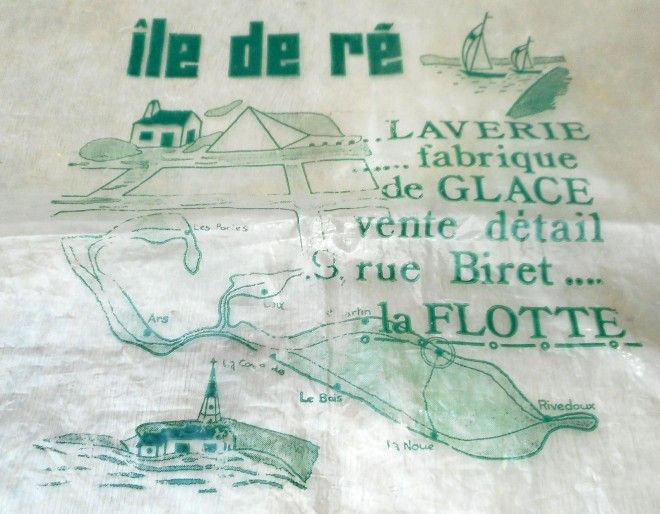 île de ré
...LAVERIE
...... fabrique
de GLACE
vente détail
rue Biret ....
la FLOTTE
Les Portes
Loix
Ars
Le Bois
Rivedoux
la Noue